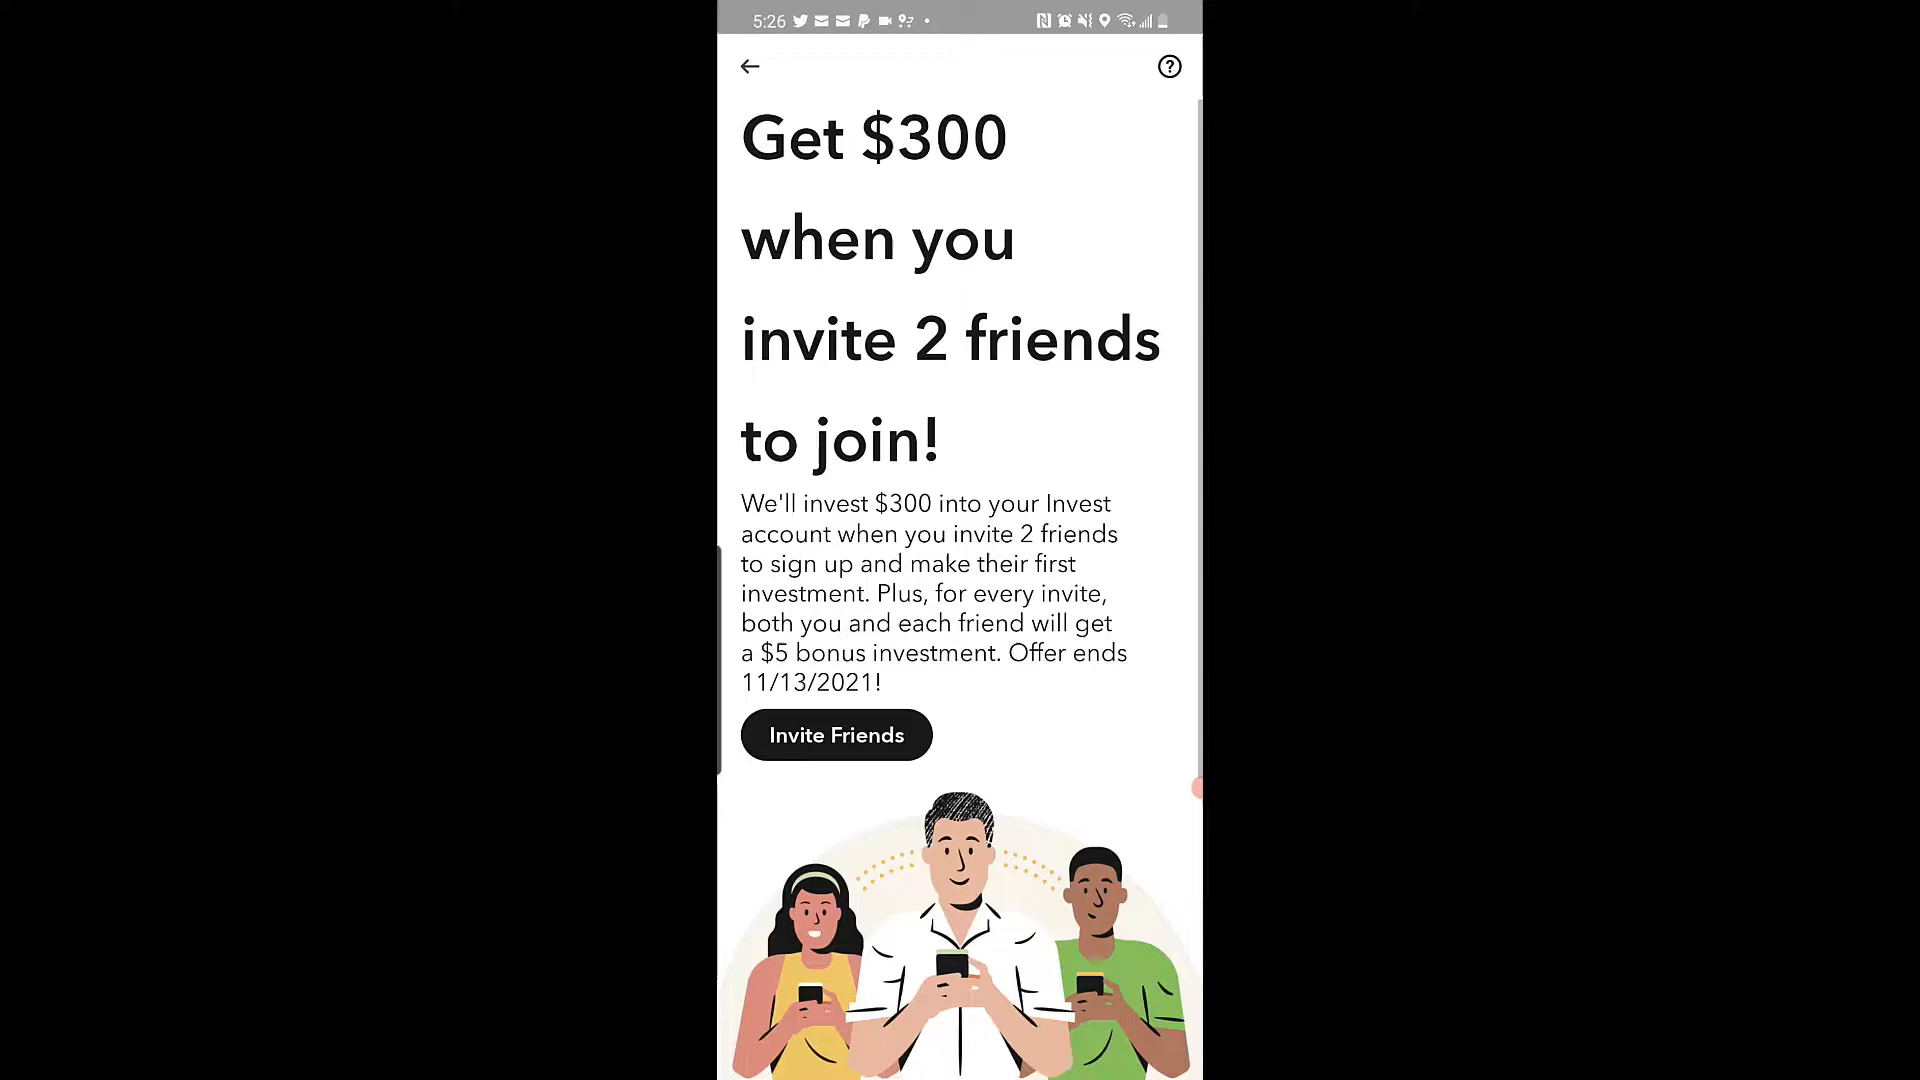 5:26
Get $300
when you
invite 2 friends
to join!
We'll invest $300 into your Invest
account when you invite 2 friends
to sign up and make their first
investment. Plus, for every invite,
both you and each friend will get
a $5 bonus investment. Offer ends
11/13/2021!
Invite Friends